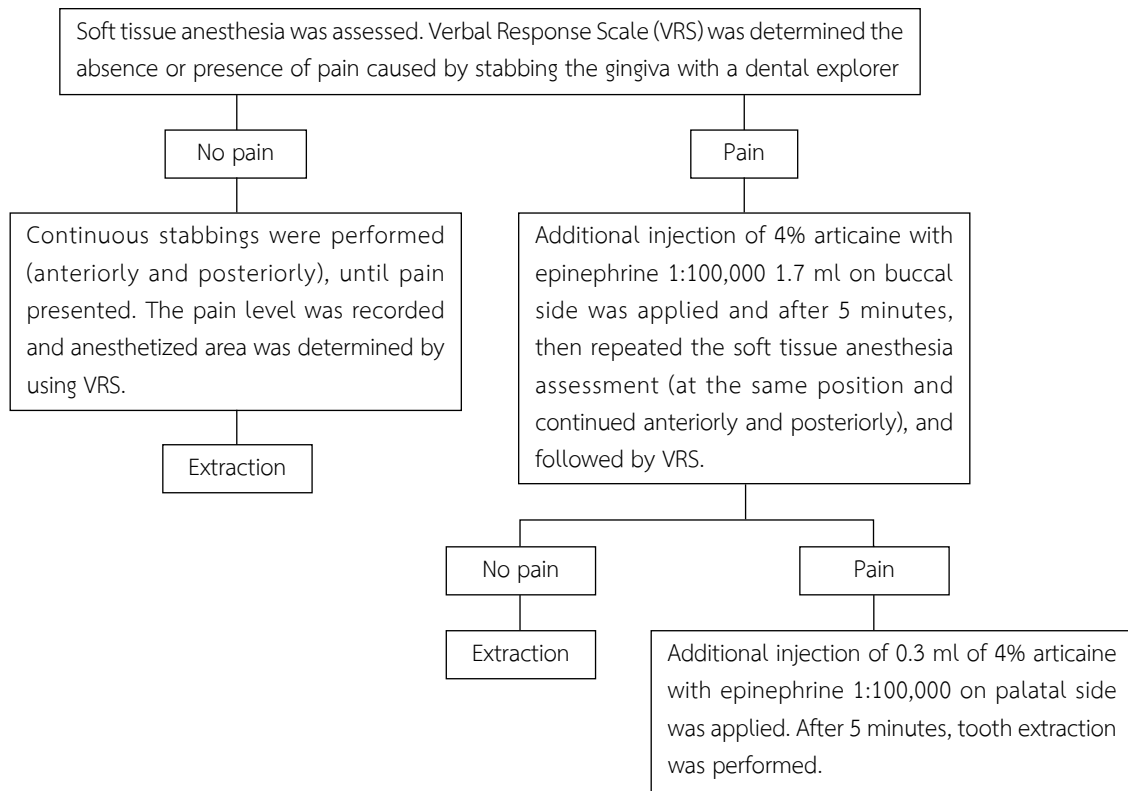 Soft tissue anesthesia was assessed. Verbal Response Scale (VRS) was determined the
absence or presence of pain caused by stabbing the gingiva with a dental explorer
No pain
Pain
Continuous stabbings were performed
(anteriorly and posteriorly), until pain
presented. The pain level was recorded
and anesthetized area was determined by
using VRS.
Additional injection of 4% articaine with
epinephrine 1:100,000 1.7 ml on buccal
side was applied and after 5 minutes,
then repeated the soft tissue anesthesia
assessment (at the same position and
continued anteriorly and posteriorly), and
followed by VRS.
Extraction
No pain
Pain
Extraction
Additional injection of 0.3 ml of 4% articaine
with epinephrine 1:100,000 on palatal side
was applied. After 5 minutes, tooth extraction
was performed.